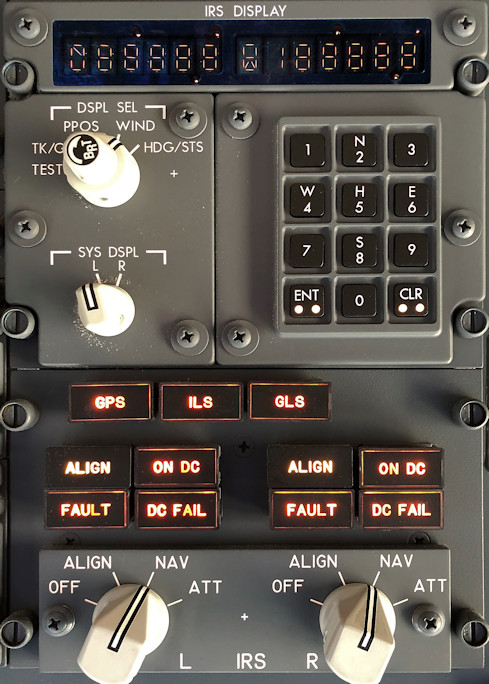 IRS DISPLAY
N88888 W188888
DSPL SEL
PPOS WIND
TK/G HDG/STS
BRT
TEST
1 N 2 3
W 4 H 5 E 6
7 S 8 9
ENT 0 CLR
SYS DSPL
L R
GPS ILS GLS
ALIGN ON DC ALIGN ON DC
FAULT DC FAIL FAULT DC FAIL
ALIGN NAV ALIGN NAV
OFF ATT OFF ATT
L IRS R